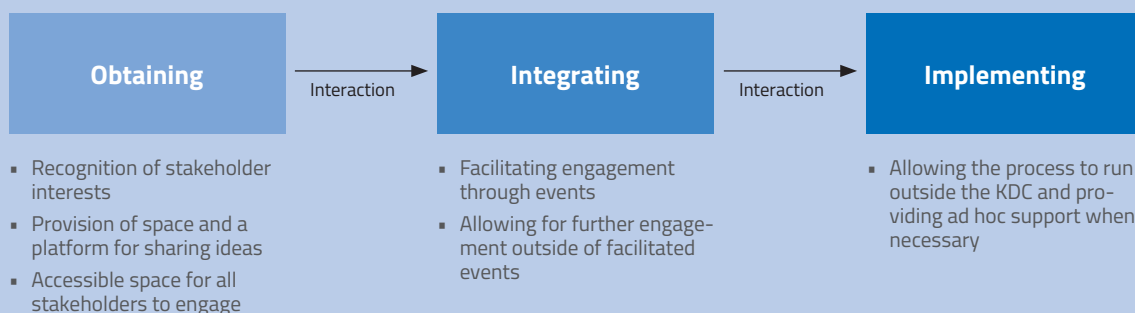 Obtaining
Interaction
Integrating
Interaction
Implementing
▪ Recognition of stakeholder
interests
▪ Provision of space and a
platform for sharing ideas
▪ Accessible space for all
stakeholders to engage
▪ Facilitating engagement
through events
▪ Allowing for further engage-
ment outside of facilitated
events
▪ Allowing the process to run
outside the KDC and pro-
viding ad hoc support when
necessary